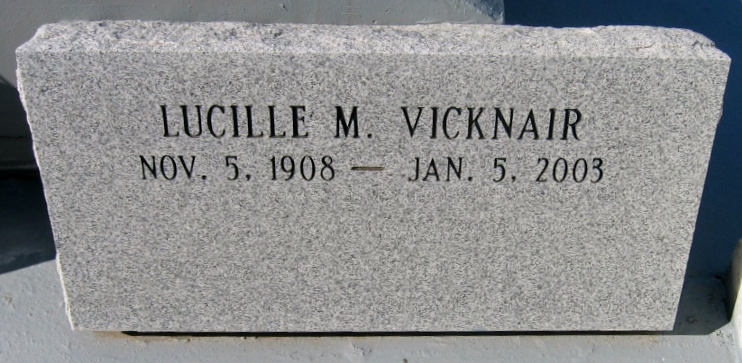 LUCILLE M. VICKNAIR
NOV. 5, 1908 — JAN. 5, 2003